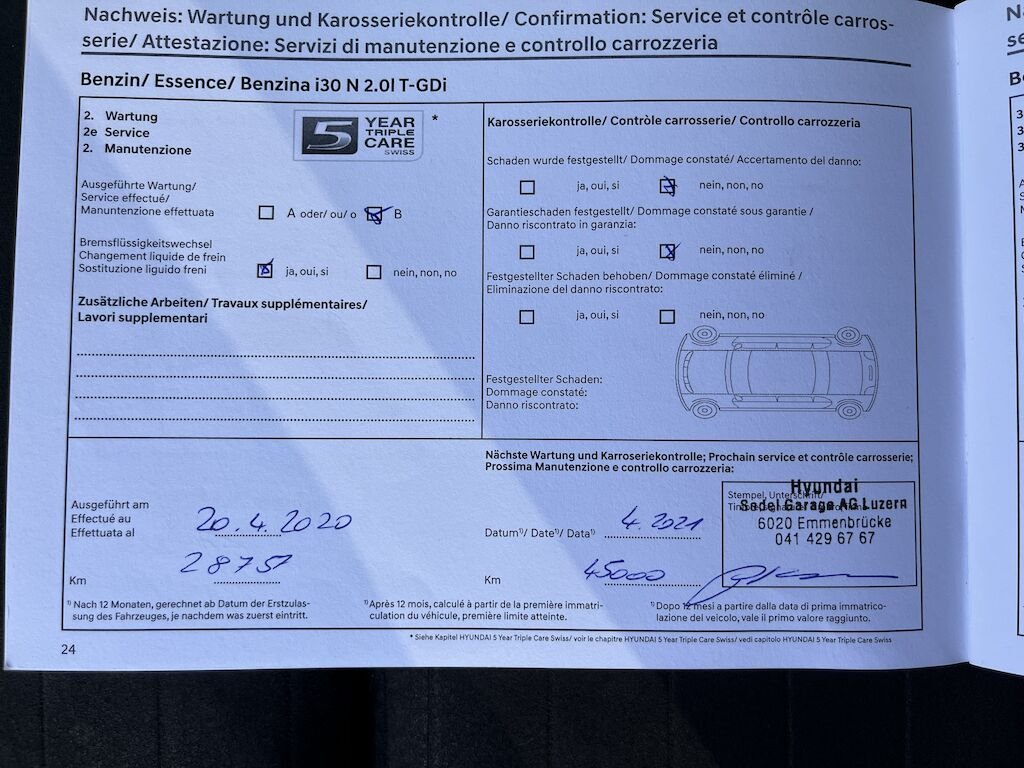 Nachweis: Wartung und Karosseriekontrolle/ Confirmation: Service et contrôle carros-
serie/ Attestazione: Servizi di manutenzione e controllo carrozzeria
Benzin/ Essence/ Benzina i30 N 2.0l T-GDi
2. Wartung
2e Service
2. Manutenzione
5 YEAR
TRIPLE
CARE
SWISS
*
Ausgeführte Wartung/
Service effectué/
Manuntenzione effettuata
A oder/ ou/ o
B
Bremsflüssigkeitswechsel
Changement liquide de frein
Sostituzione liguido freni
ja, oui, si
nein, non, no
Zusätzliche Arbeiten/ Travaux supplémentaires/
Lavori supplementari
Karosseriekontrolle/ Contrôle carrosserie/ Controllo carrozzeria
Schaden wurde festgestellt/ Dommage constaté/ Accertamento del danno:
ja, oui, si
nein, non, no
Garantieschaden festgestellt/ Dommage constaté sous garantie /
Danno riscontrato in garanzia:
ja, oui, si
nein, non, no
Festgestellter Schaden behoben/ Dommage constaté éliminé /
Eliminazione del danno riscontrato:
ja, oui, si
nein, non, no
Festgestellter Schaden:
Dommage constaté:
Danno riscontrato:
Ausgeführt am
Effectué au
Effettuata al
20.4.2020
Km
28751
Nächste Wartung und Karroseriekontrolle; Prochain service et contrôle carrosserie;
Prossima Manutenzione e controllo carrozzeria:
Datum¹⁾/ Date¹⁾/ Data¹⁾
4.2021
Km
45000
Stempel, Unterschrift/
Hyundai
Sedel Garage AG Luzern
6020 Emmenbrücke
041 429 67 67
¹⁾ Nach 12 Monaten, gerechnet ab Datum der Erstzulas-
sung des Fahrzeuges, je nachdem was zuerst eintritt.
¹⁾Après 12 mois, calculé à partir de la première immatri-
culation du véhicule, première limite atteinte.
¹⁾Dopo 12 mesi a partire dalla data di prima immatrico-
lazione del veicolo, vale il primo valore raggiunto.
* Siehe Kapitel HYUNDAI 5 Year Triple Care Swiss/ voir le chapitre HYUNDAI 5 Year Triple Care Swiss/ vedi capitolo HYUNDAI 5 Year Triple Care Swiss
24